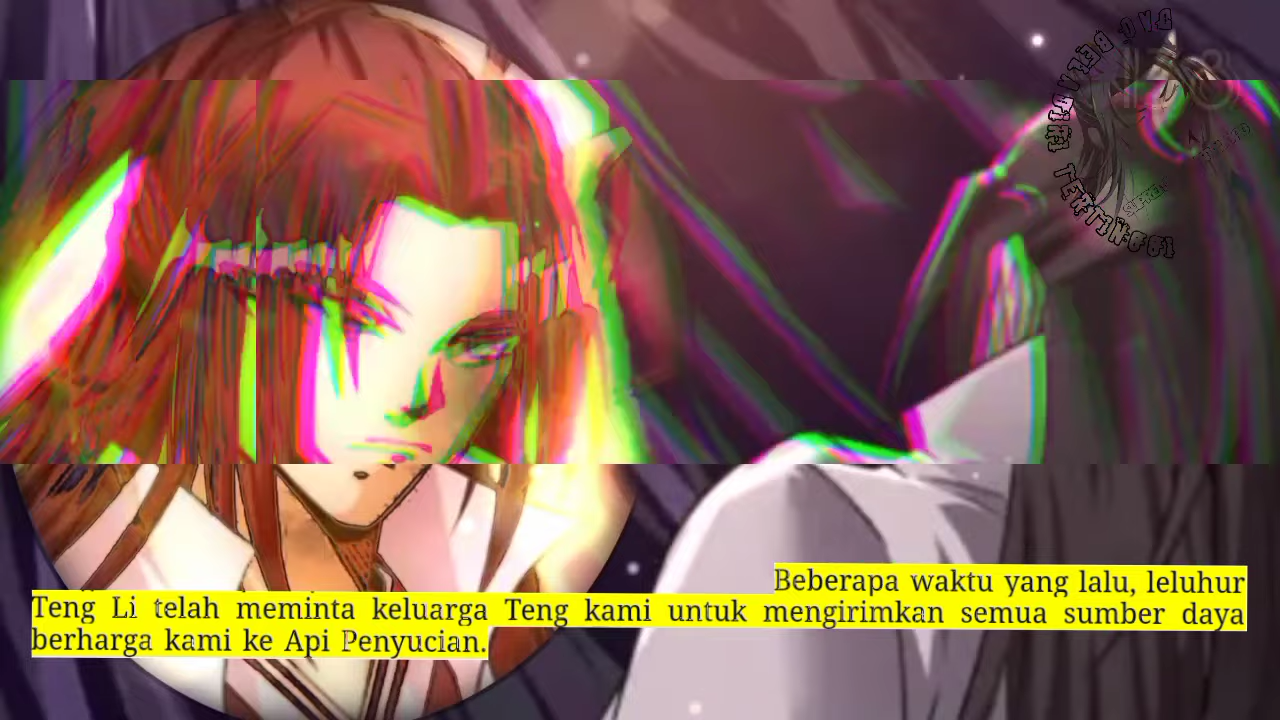 138
Beberapa waktu yang lalu, leluhur
Teng Li telah meminta keluarga Teng kami untuk mengirimkan semua sumber daya
berharga kami ke Api Penyucian.